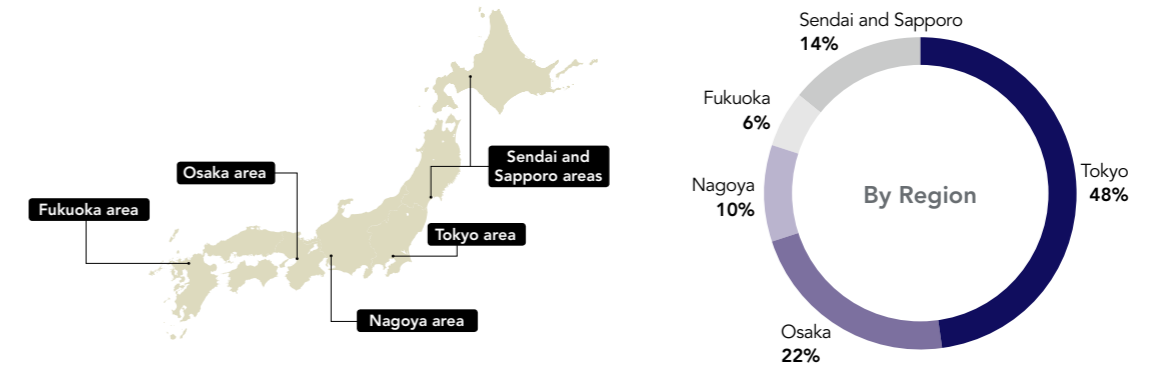 Sendai and
Sapporo areas
Osaka area
Fukuoka area
Tokyo area
Nagoya area
Sendai and Sapporo
14%
Fukuoka
6%
Nagoya
10%
Osaka
22%
Tokyo
48%
By Region